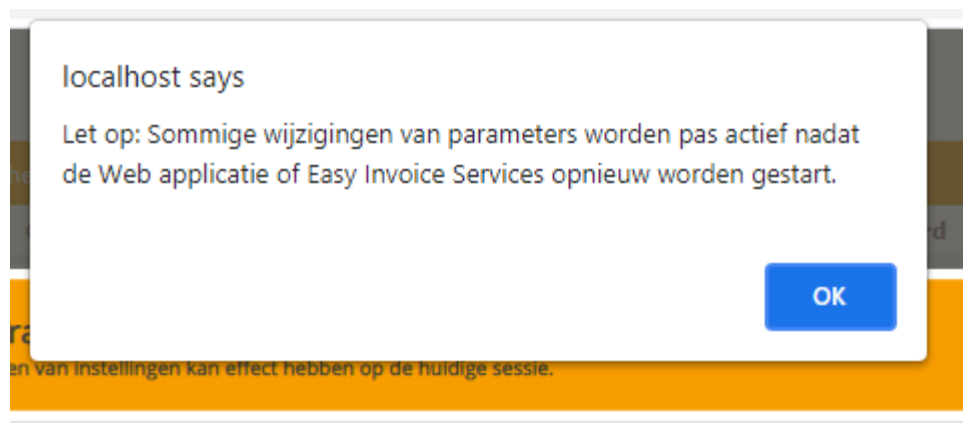 localhost says
Let op: Sommige wijzigingen van parameters worden pas actief nadat
de Web applicatie of Easy Invoice Services opnieuw worden gestart.
OK
van instellingen kan effect hebben op de huidige sessie.